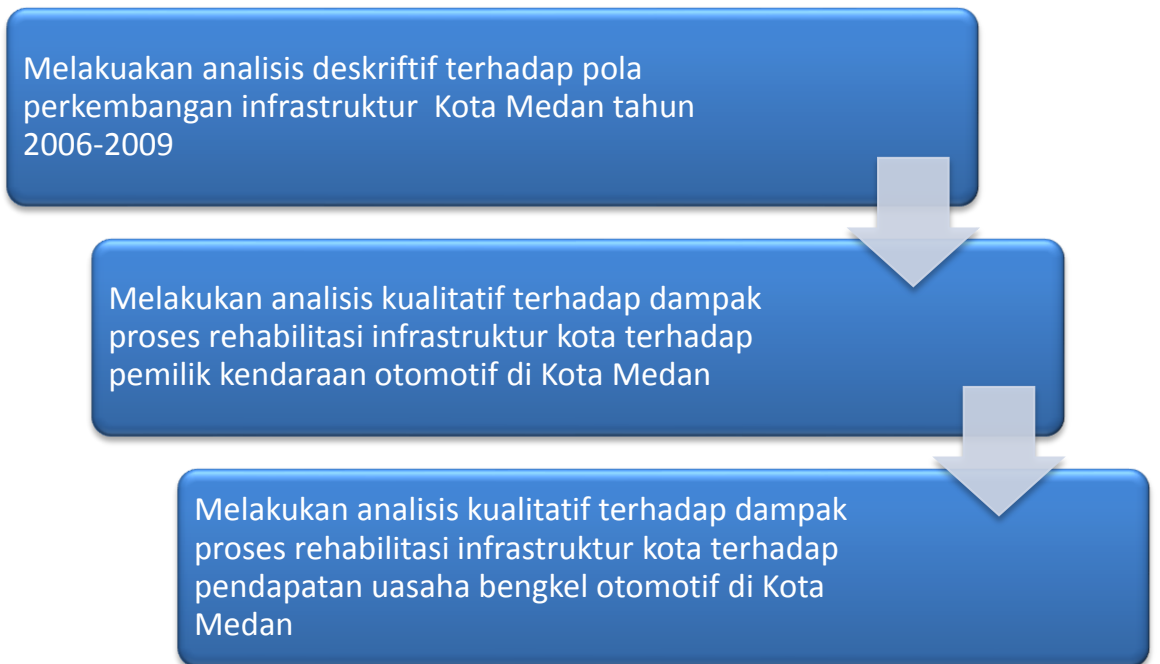 Melakuakan analisis deskriftif terhadap pola
perkembangan infrastruktur Kota Medan tahun
2006-2009
Melakukan analisis kualitatif terhadap dampak
proses rehabilitasi infrastruktur kota terhadap
pemilik kendaraan otomotif di Kota Medan
Melakukan analisis kualitatif terhadap dampak
proses rehabilitasi infrastruktur kota terhadap
pendapatan uasaha bengkel otomotif di Kota
Medan